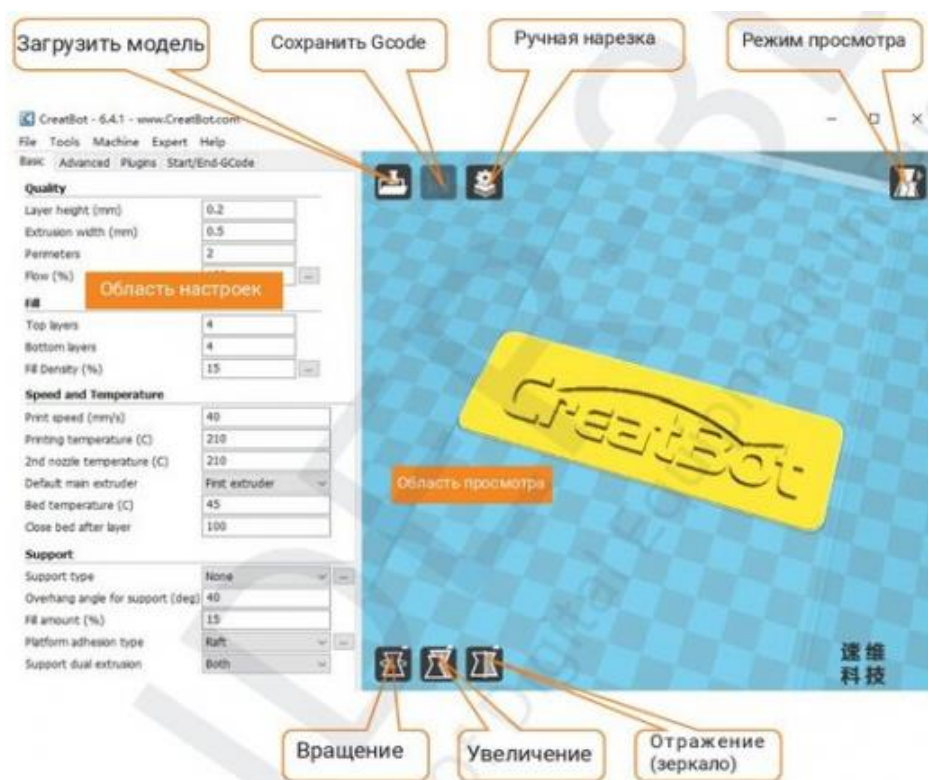 Загрузить модель
Сохранить Gcode
Ручная нарезка
Режим просмотра
CreatBot - 6.4.1 - www.CreatBot.com
File Tools Machine Expert Help
Basic Advanced Plugins Start/End-GCode
Quality
Layer height (mm) 0.2
Extrusion width (mm) 0.5
Perimeters 2
Flow (%)
Область настроек
Fill
Top layers 4
Bottom layers 4
Fill Density (%) 15 ...
Speed and Temperature
Print speed (mm/s) 40
Printing temperature (C) 210
2nd nozzle temperature (C) 210
Default main extruder First extruder
Bed temperature (C) 45
Close bed after layer 100
Support
Support type None ...
Overhang angle for support (deg) 40
Fill amount (%) 15
Platform adhesion type Raft ...
Support dual extrusion Both
CreatBot
Область просмотра
速维
科技
Вращение
Увеличение
Отражение
(зеркало)